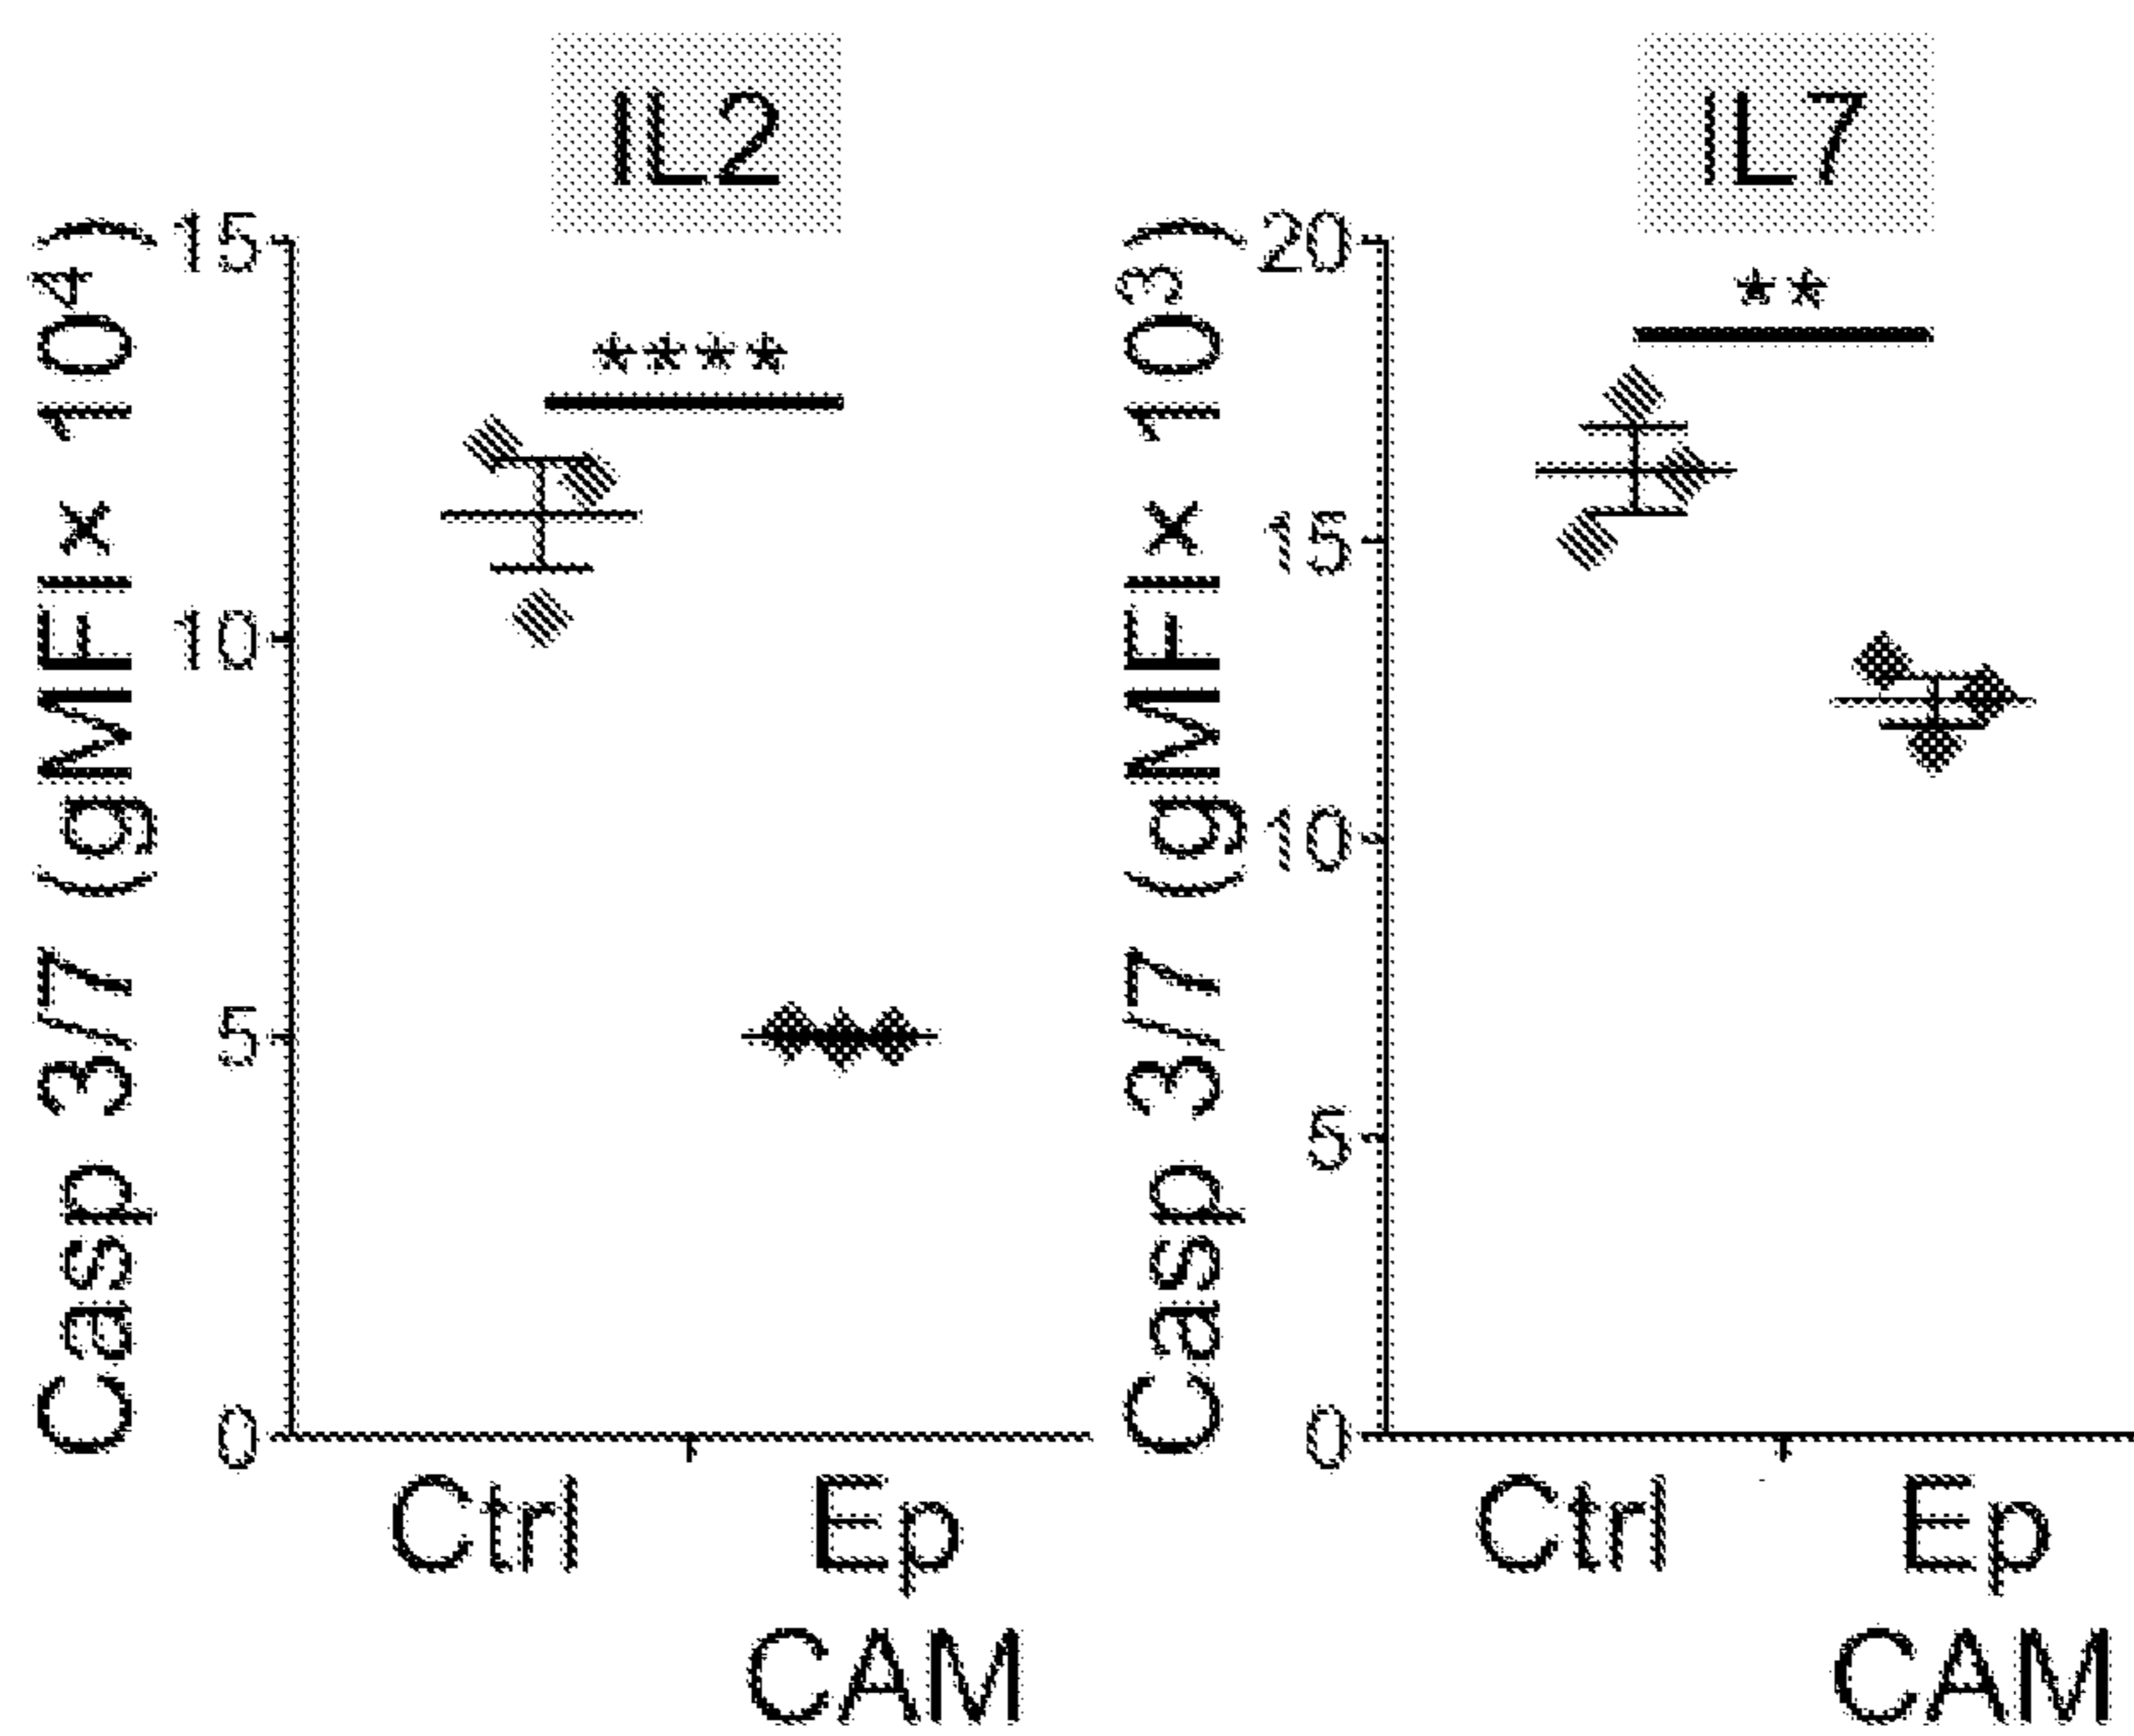 IL2
Casp 3/7 (gMFI x 10⁴)
15
****
10
5
0
Ctrl
Ep
CAM
IL7
Casp 3/7 (gMFI x 10³)
20
**
15
10
5
0
Ctrl
Ep
CAM